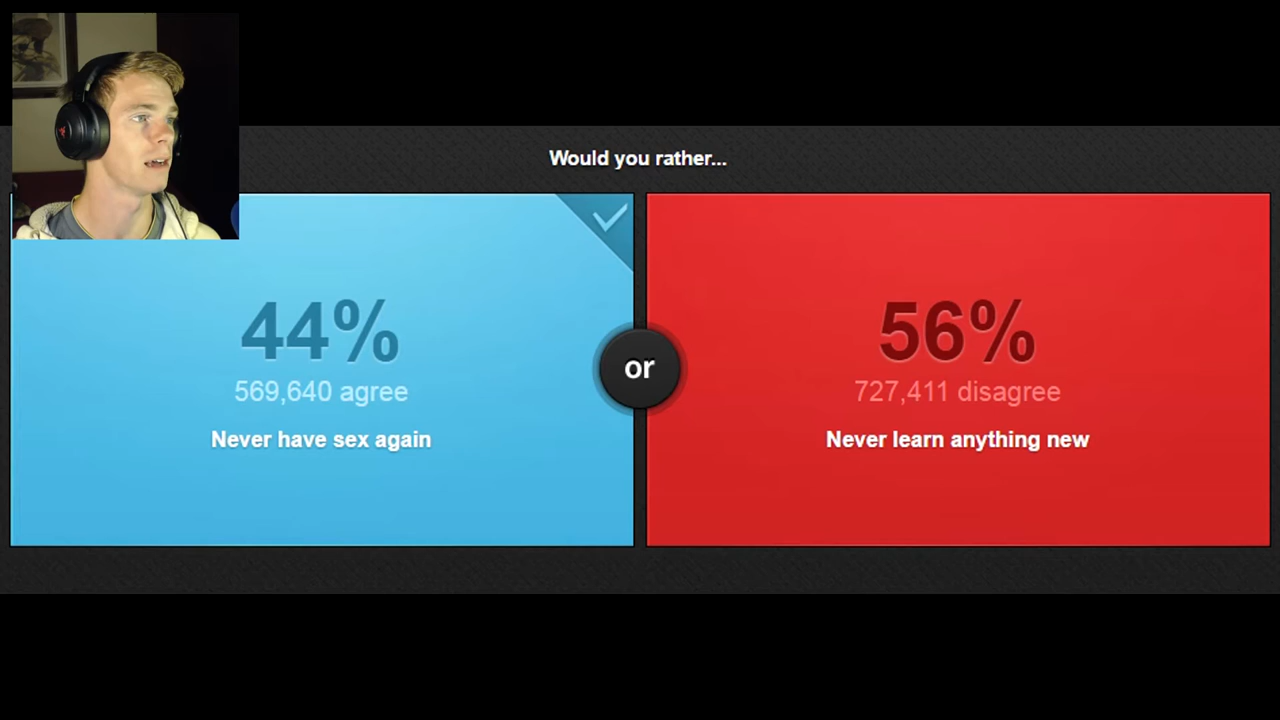 Would you rather...
44%
569,640 agree
Never have sex again
or
56%
727,411 disagree
Never learn anything new